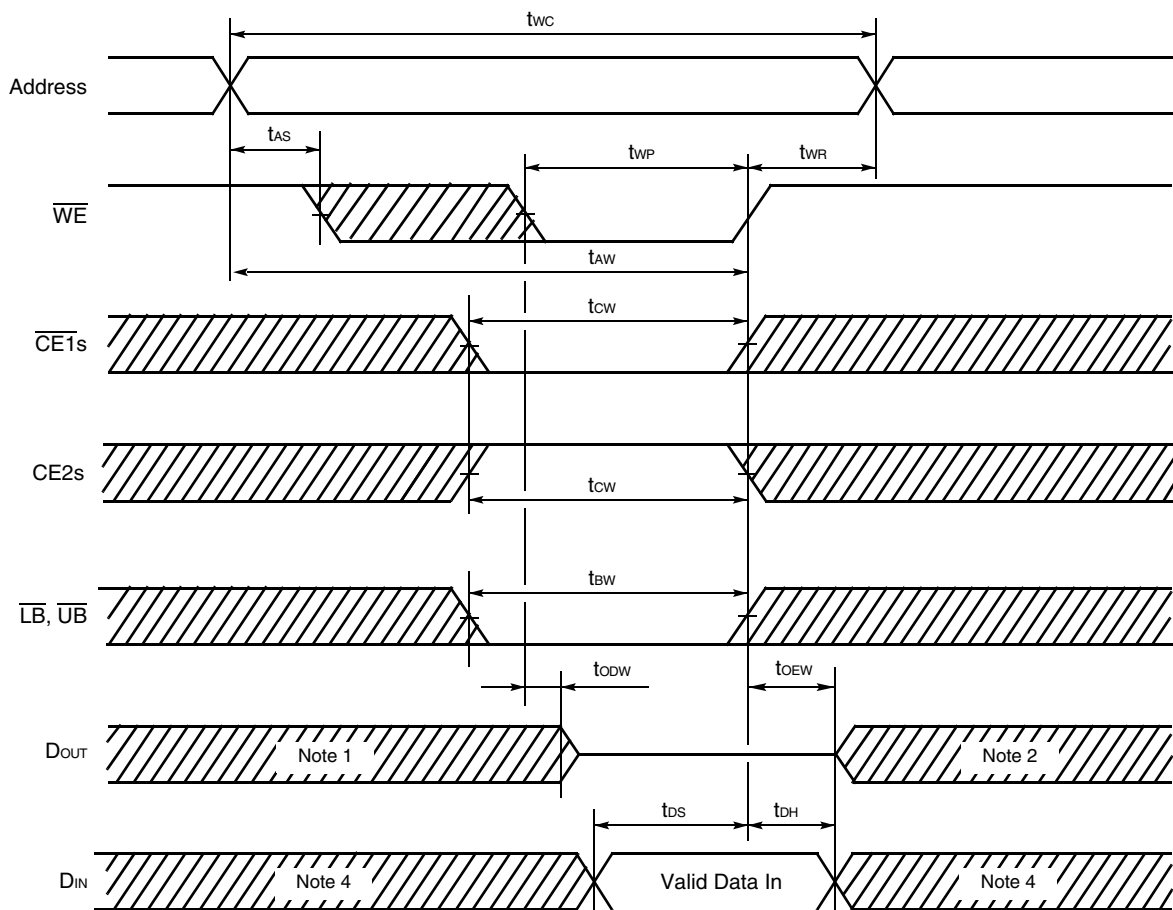 tWC
Address
tAS
tWP
tWR
WE
tAW
tCW
CE1s
CE2s
tCW
tBW
LB, UB
tODW
tOEW
DOUT
Note 1
Note 2
tDS
tDH
DIN
Note 4
Valid Data In
Note 4